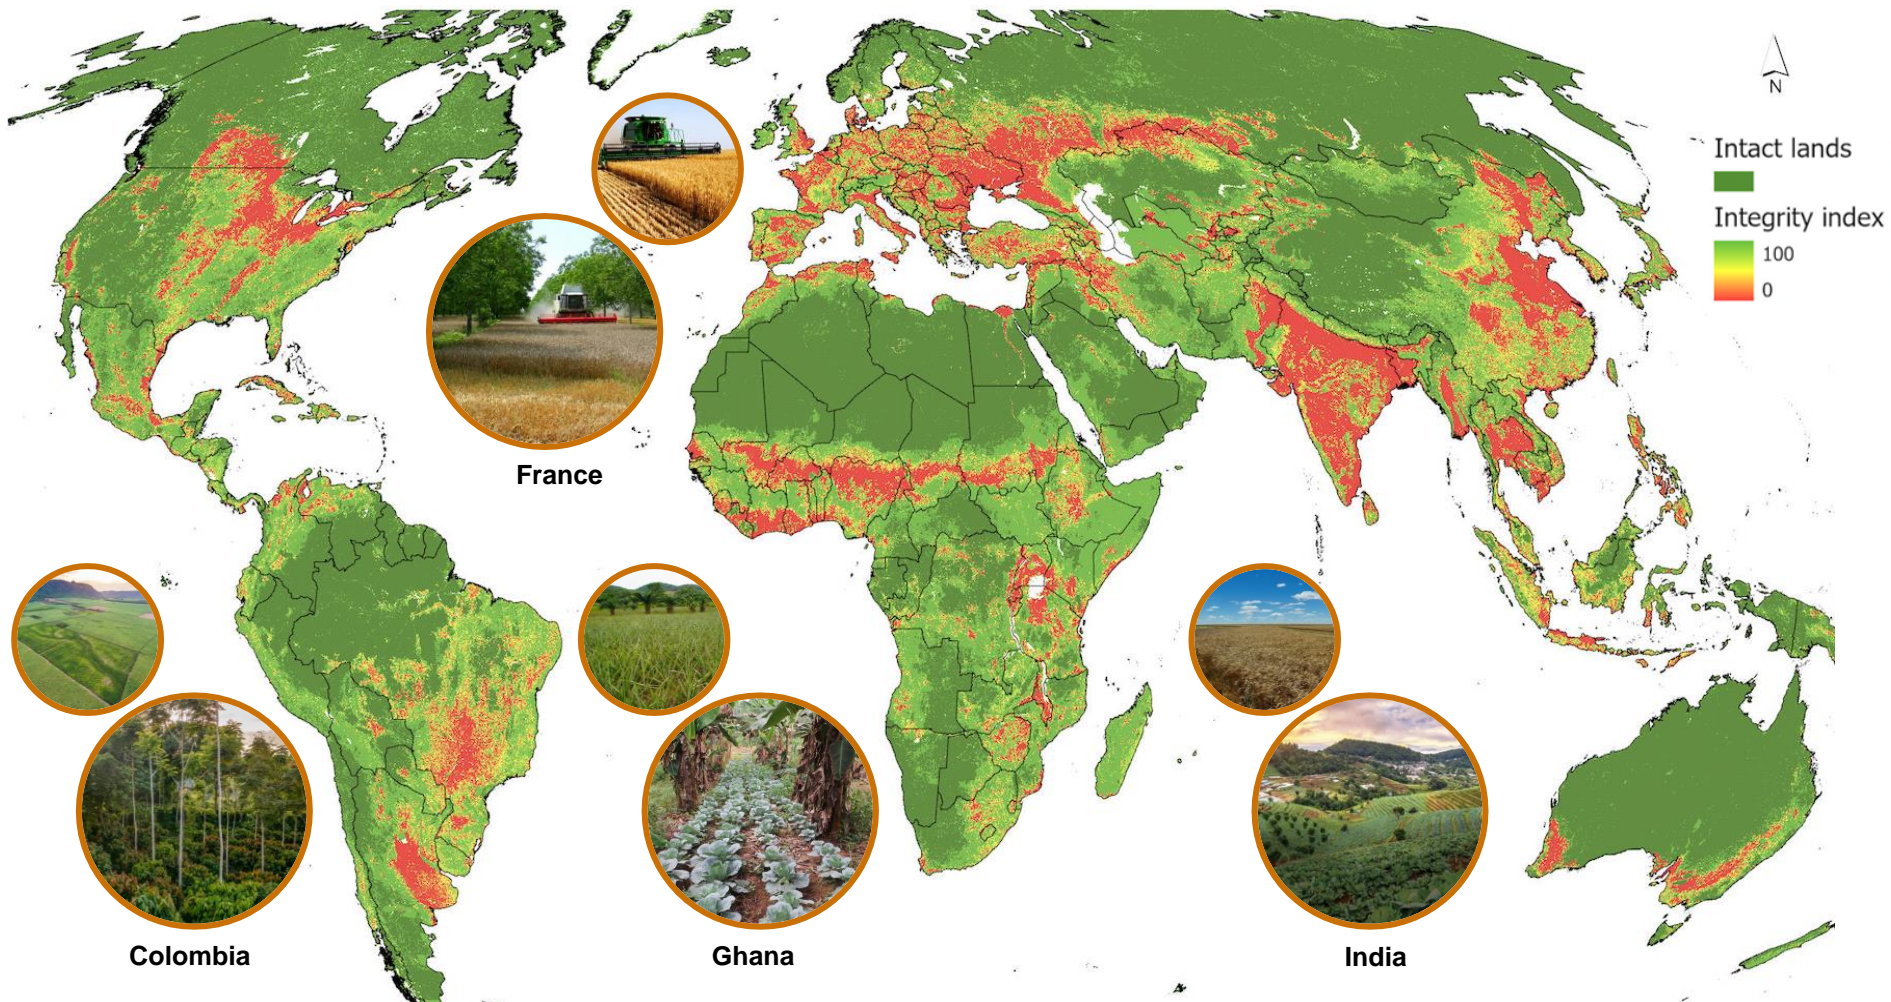 N
Intact lands
Integrity index
100
0
France
Colombia
Ghana
India